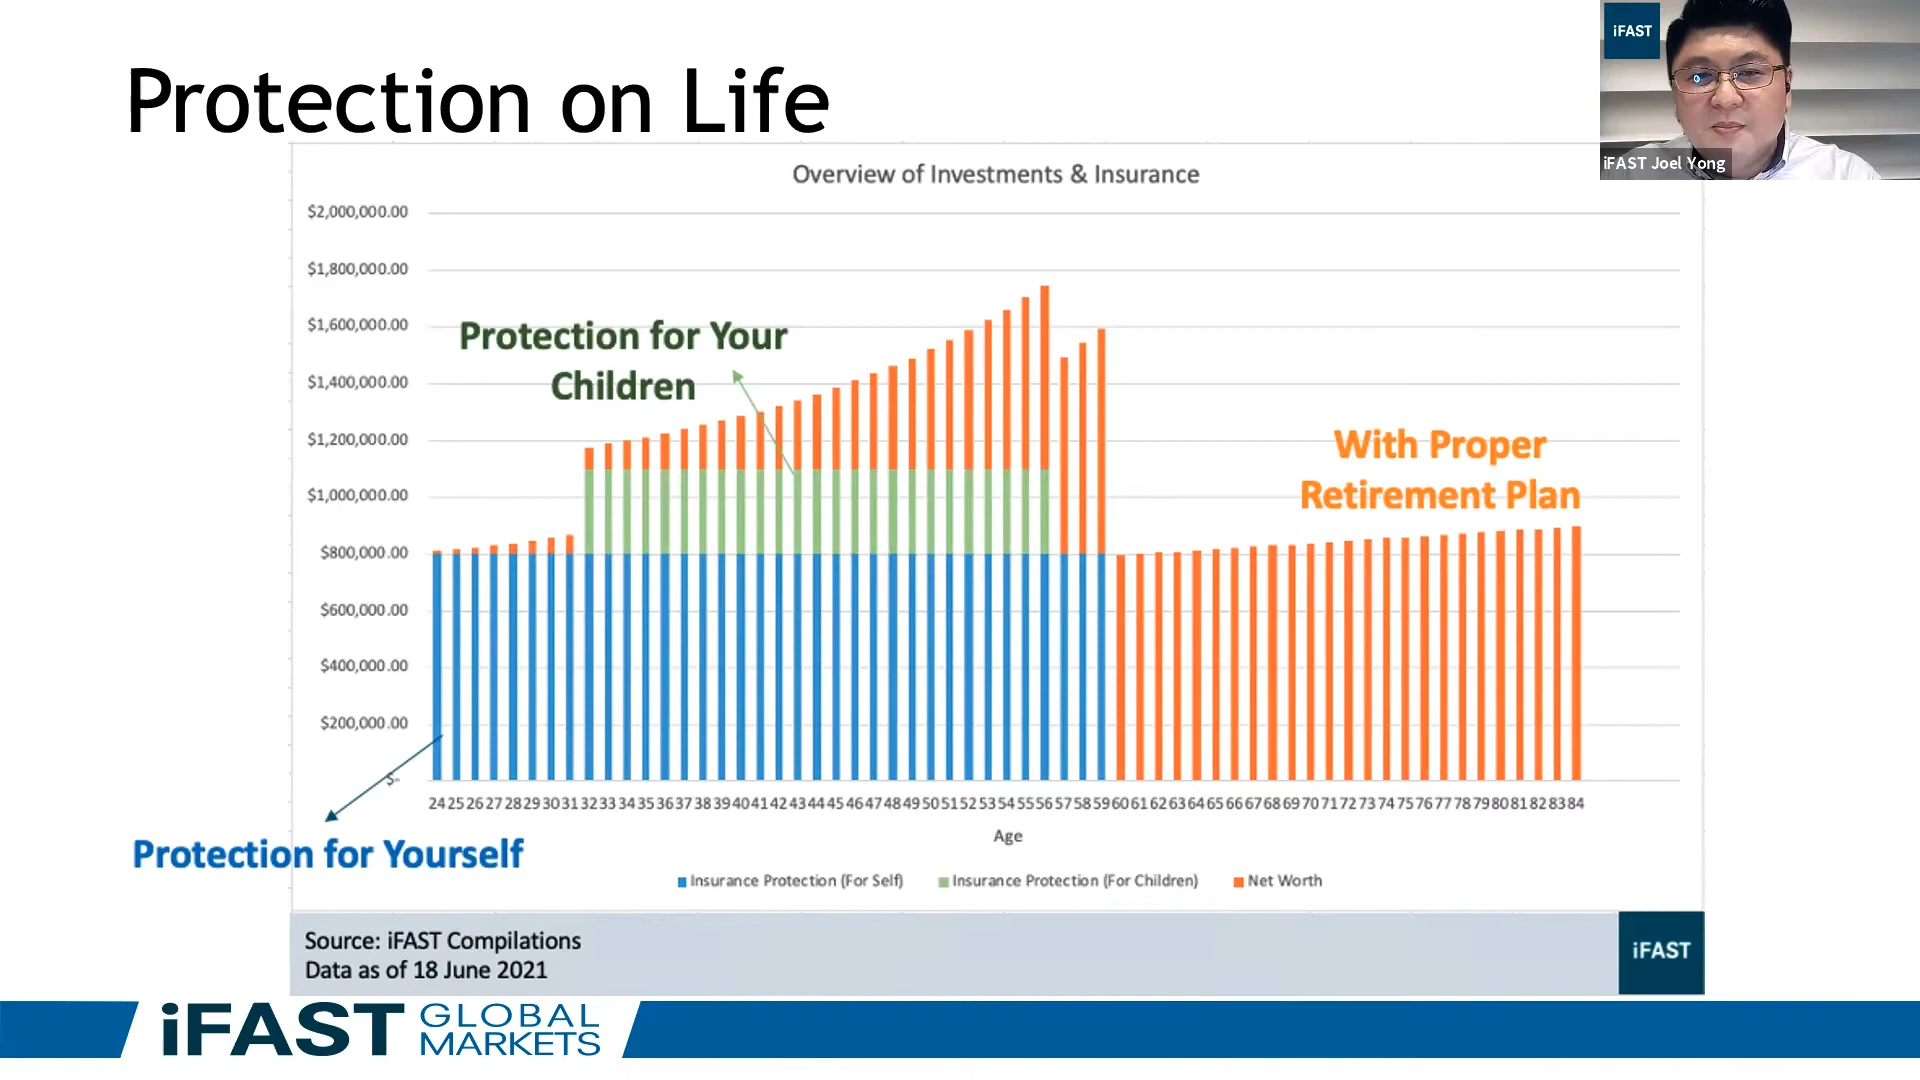 Protection on Life
iFAST
iFAST Joel Yong
Overview of Investments & Insurance
$2,000,000.00
$1,800,000.00
$1,600,000.00
$1,400,000.00
$1,200,000.00
$1,000,000.00
$800,000.00
$600,000.00
$400,000.00
$200,000.00
$-
Protection for Your
Children
With Proper
Retirement Plan
24 25 26 27 28 29 30 31 32 33 34 35 36 37 38 39 40 41 42 43 44 45 46 47 48 49 50 51 52 53 54 55 56 57 58 59 60 61 62 63 64 65 66 67 68 69 70 71 72 73 74 75 76 77 78 79 80 81 82 83 84
Age
Protection for Yourself
Insurance Protection (For Self) Insurance Protection (For Children) Net Worth
Source: iFAST Compilations
Data as of 18 June 2021
iFAST
iFAST GLOBAL
MARKETS